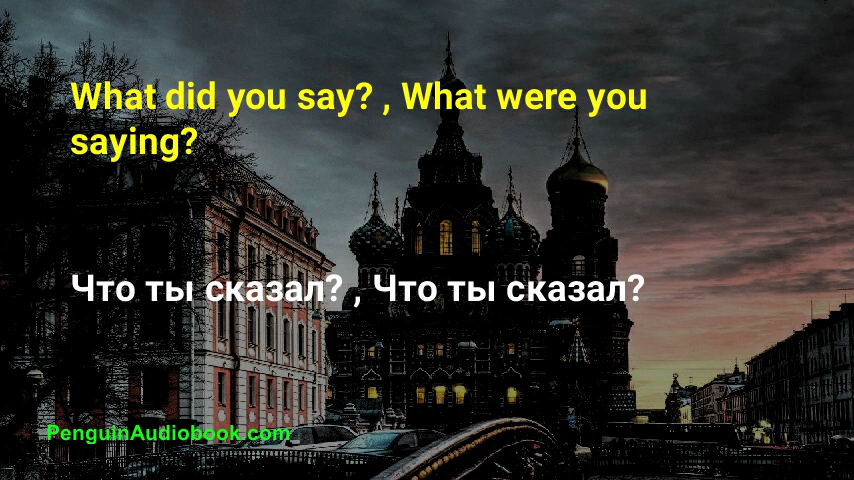 What did you say? , What were you
saying?
Что ты сказал? , Что ты сказал?
PenguinAudiobook.com